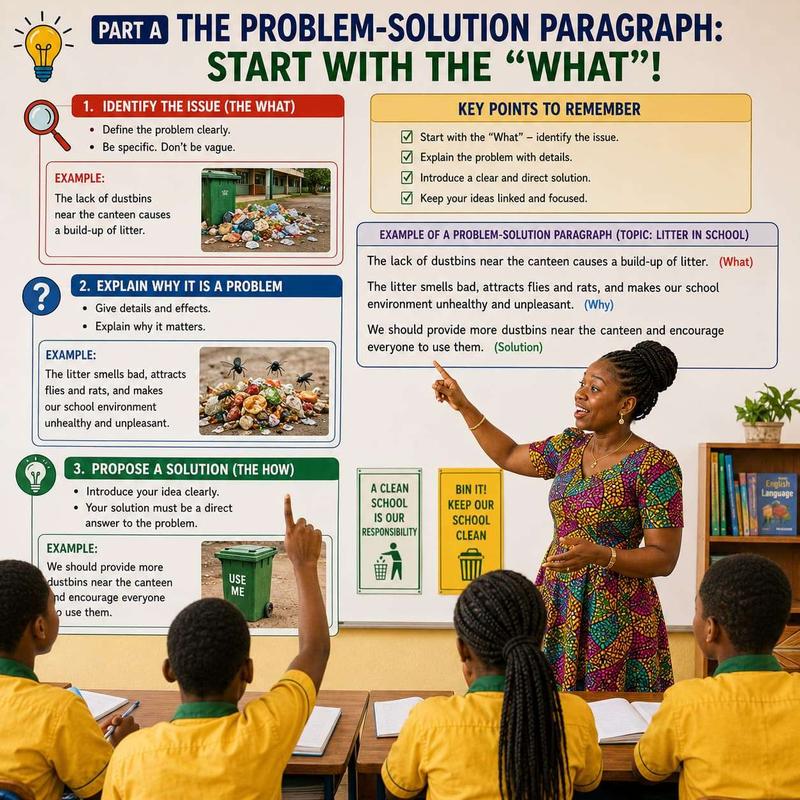 PART A THE PROBLEM-SOLUTION PARAGRAPH:
START WITH THE “WHAT”!
1. IDENTIFY THE ISSUE (THE WHAT)
• Define the problem clearly.
• Be specific. Don't be vague.
EXAMPLE:
The lack of dustbins
near the canteen causes
a build-up of litter.
2. EXPLAIN WHY IT IS A PROBLEM
• Give details and effects.
• Explain why it matters.
EXAMPLE:
The litter smells bad, attracts
flies and rats, and makes
our school environment
unhealthy and unpleasant.
3. PROPOSE A SOLUTION (THE HOW)
• Introduce your idea clearly.
• Your solution must be a direct
answer to the problem.
EXAMPLE:
We should provide more
dustbins near the canteen
and encourage everyone
to use them.
USE
ME
KEY POINTS TO REMEMBER
Start with the “What” – identify the issue.
Explain the problem with details.
Introduce a clear and direct solution.
Keep your ideas linked and focused.
EXAMPLE OF A PROBLEM-SOLUTION PARAGRAPH (TOPIC: LITTER IN SCHOOL)
The lack of dustbins near the canteen causes a build-up of litter. (What)
The litter smells bad, attracts flies and rats, and makes our school
environment unhealthy and unpleasant. (Why)
We should provide more dustbins near the canteen and encourage
everyone to use them. (Solution)
A CLEAN
SCHOOL
IS OUR
RESPONSIBILITY
BIN IT!
KEEP OUR
SCHOOL
CLEAN
English
Language